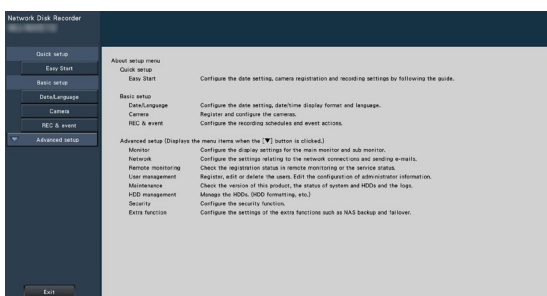 Network Disk Recorder
Quick setup
Easy Start
Basic setup
Date/Language
Camera
REC & event
Advanced setup
Exit
About setup menu
Quick setup
Easy Start Configure the date setting, camera registration and recording settings by following the guide.
Basic setup
Date/Language Configure the date setting, date/time display format and language.
Camera Register and configure the cameras.
REC & event Configure the recording schedules and event actions.
Advanced setup (Displays the menu items when the [▼] button is clicked.)
Monitor Configure the display settings for the main monitor and sub monitor.
Network Configure the settings relating to the network connections and sending e-mails.
Remote monitoring Check the registration status in remote monitoring or the service status.
User management Register, edit or delete the users. Edit the configuration of administrator information.
Maintenance Check the version of this product, the status of system and HDDs and the logs.
HDD management Manage the HDDs. (HDD formatting, etc.)
Security Configure the security function.
Extra function Configure the settings of the extra functions such as NAS backup and failover.